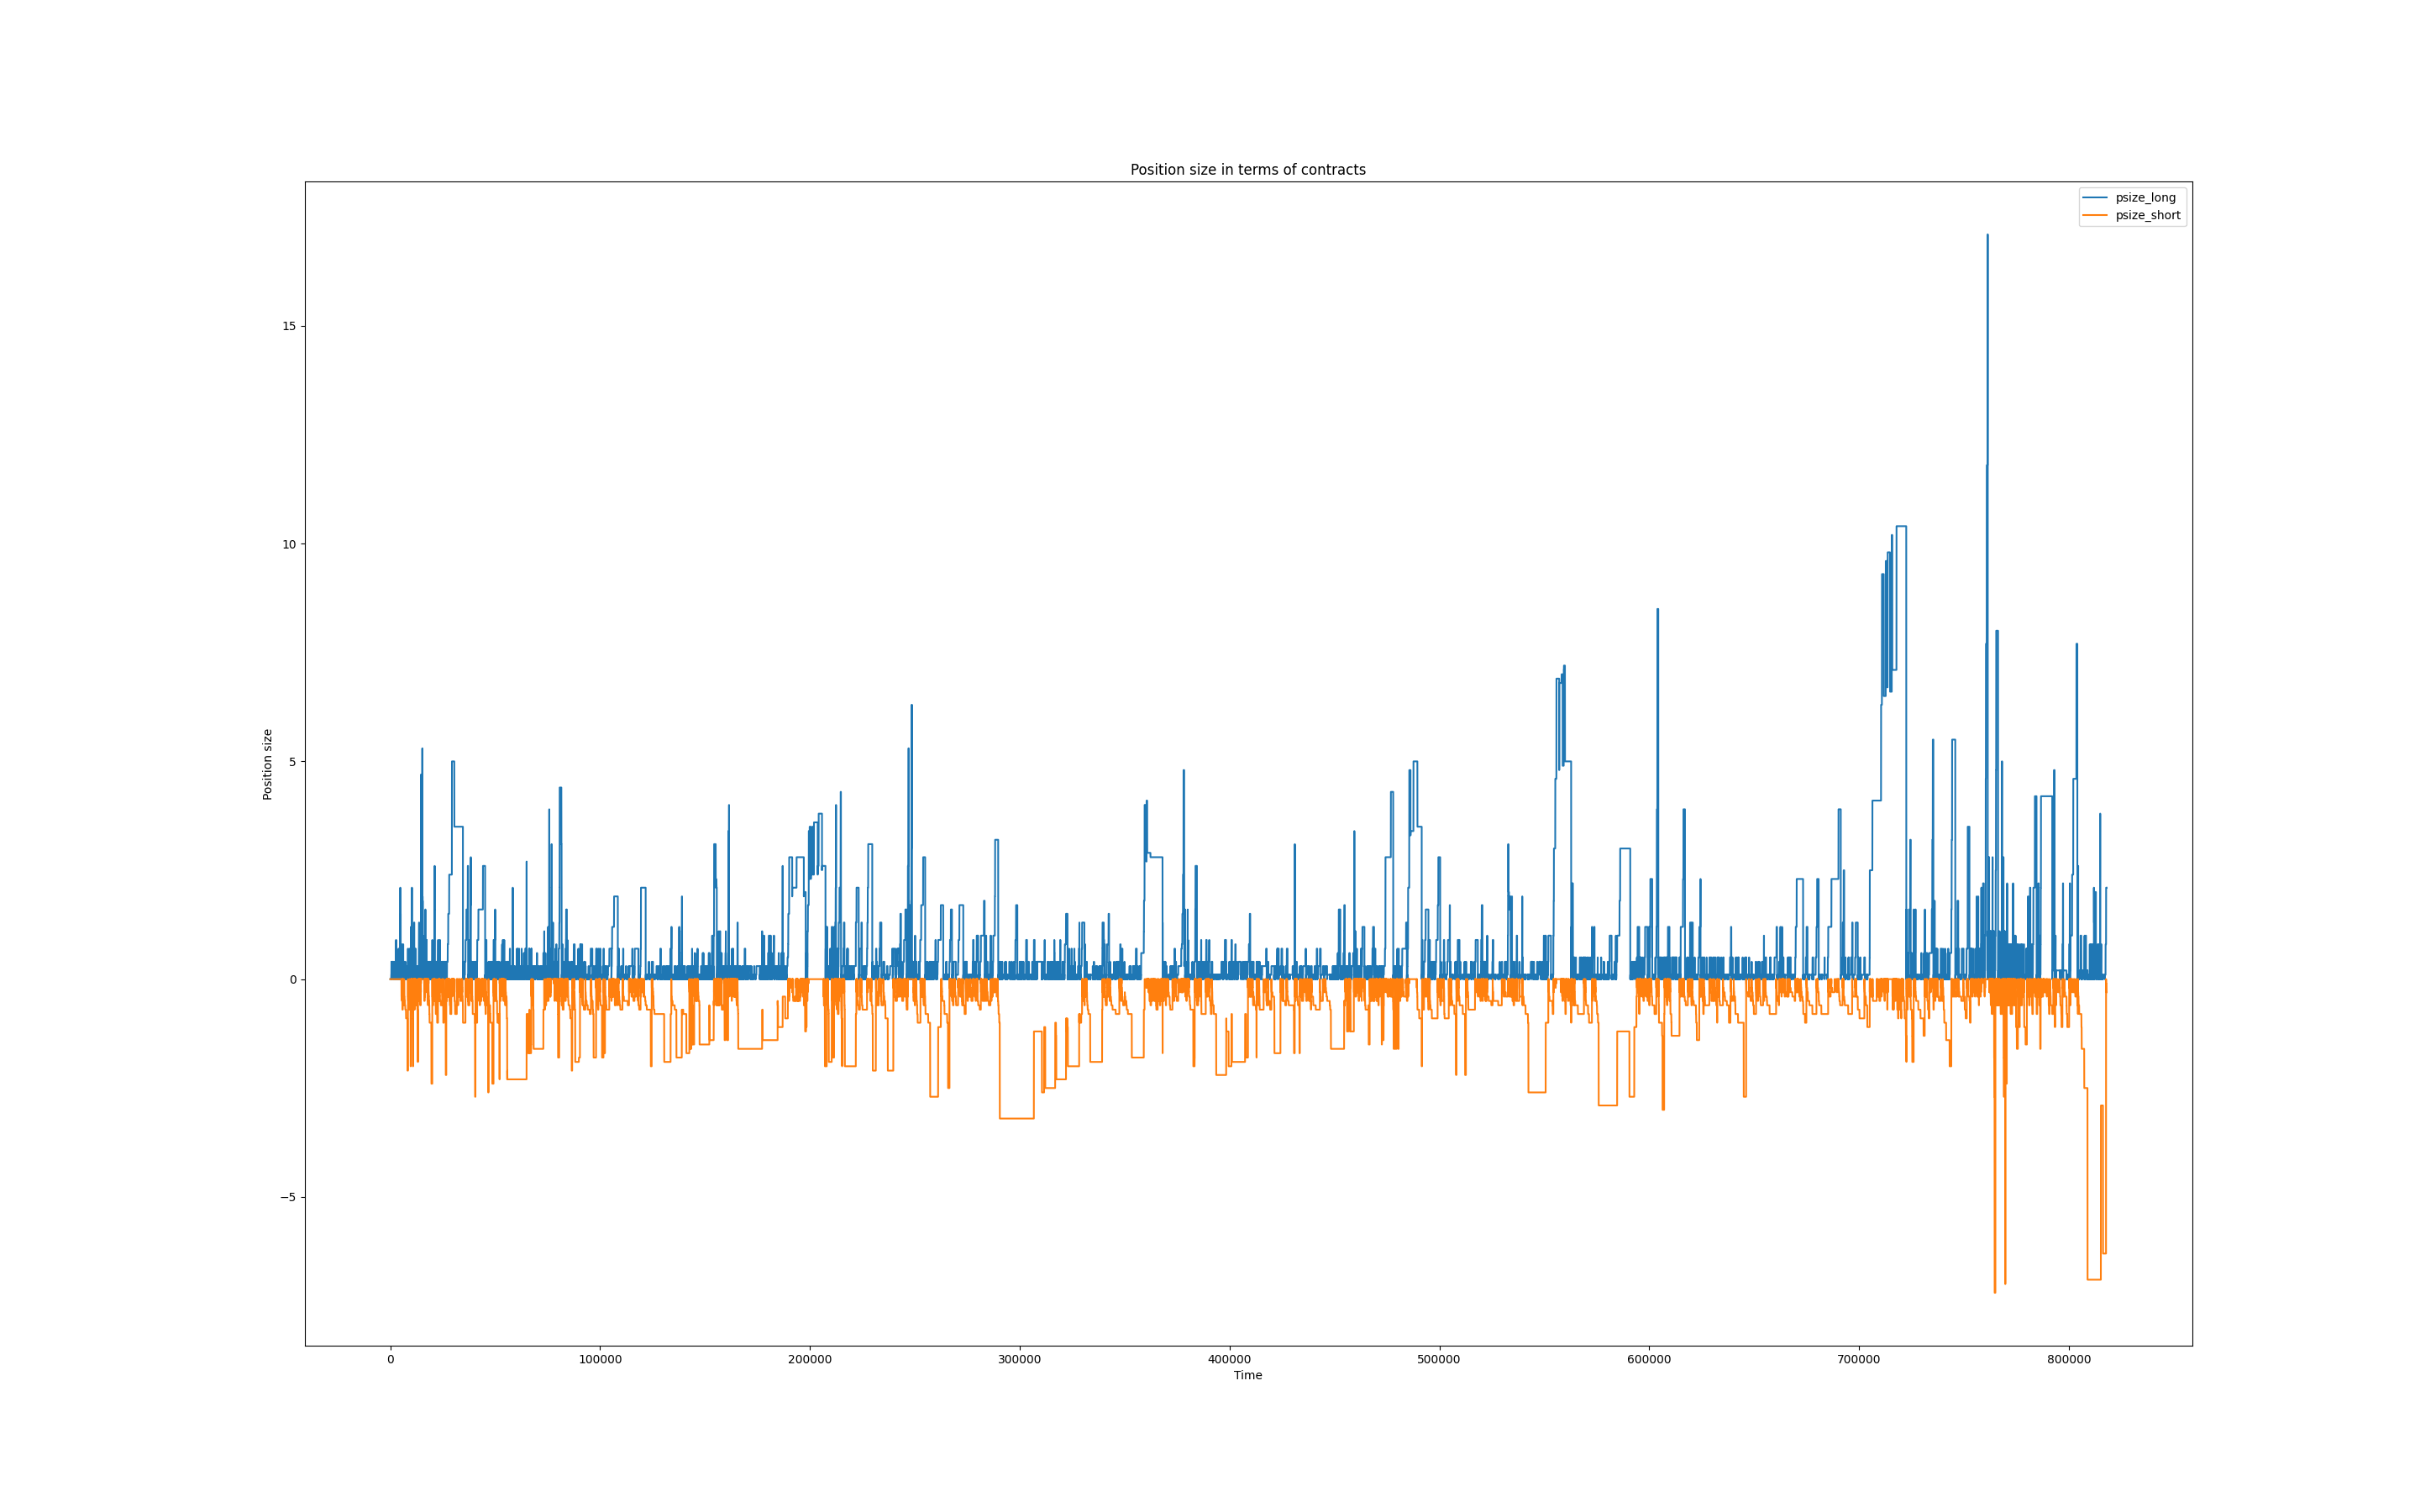 Position size in terms of contracts
psize_long
psize_short
15
10
5
0
−5
Position size
0 100000 200000 300000 400000 500000 600000 700000 800000
Time